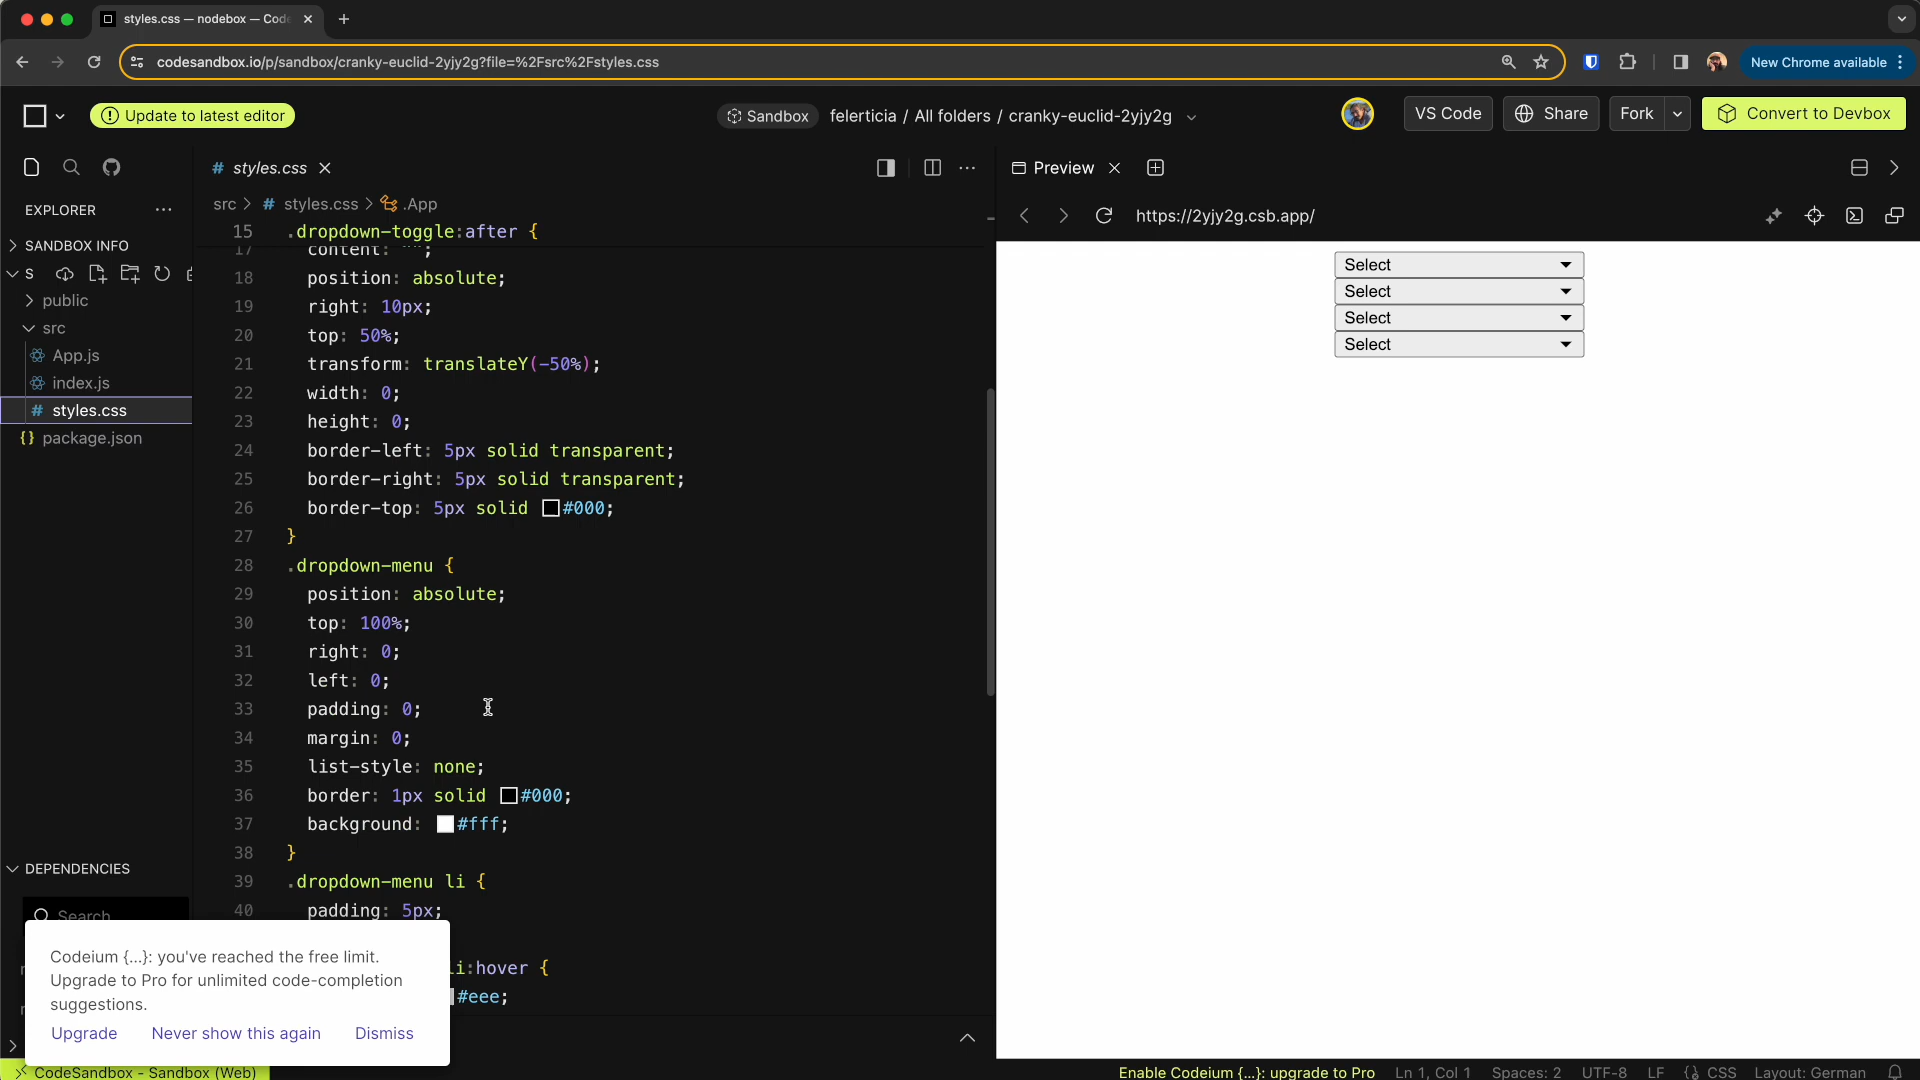 styles.css — nodebox — Code
codesandbox.io/p/sandbox/cranky-euclid-2yjy2g?file=%2Fsrc%2Fstyles.css
New Chrome available
Update to latest editor
Sandbox
felerticia / All folders / cranky-euclid-2yjy2g
VS Code
Share
Fork
Convert to Devbox
# styles.css
Preview
EXPLORER
src > # styles.css > .App
https://2yjy2g.csb.app/
SANDBOX INFO
S
public
src
App.js
index.js
# styles.css
{} package.json
15 .dropdown-toggle:after {
17 content: "";
18 position: absolute;
19 right: 10px;
20 top: 50%;
21 transform: translateY(-50%);
22 width: 0;
23 height: 0;
24 border-left: 5px solid transparent;
25 border-right: 5px solid transparent;
26 border-top: 5px solid #000;
27 }
28 .dropdown-menu {
29 position: absolute;
30 top: 100%;
31 right: 0;
32 left: 0;
33 padding: 0;
34 margin: 0;
35 list-style: none;
36 border: 1px solid #000;
37 background: #fff;
38 }
39 .dropdown-menu li {
40 padding: 5px;
li:hover {
#eee;
Select
Select
Select
Select
DEPENDENCIES
Search
Codeium {...}: you've reached the free limit.
Upgrade to Pro for unlimited code-completion
suggestions.
Upgrade
Never show this again
Dismiss
CodeSandbox - Sandbox (Web)
Enable Codeium {...}: upgrade to Pro
Ln 1, Col 1
Spaces: 2
UTF-8
LF
{} CSS
Layout: German